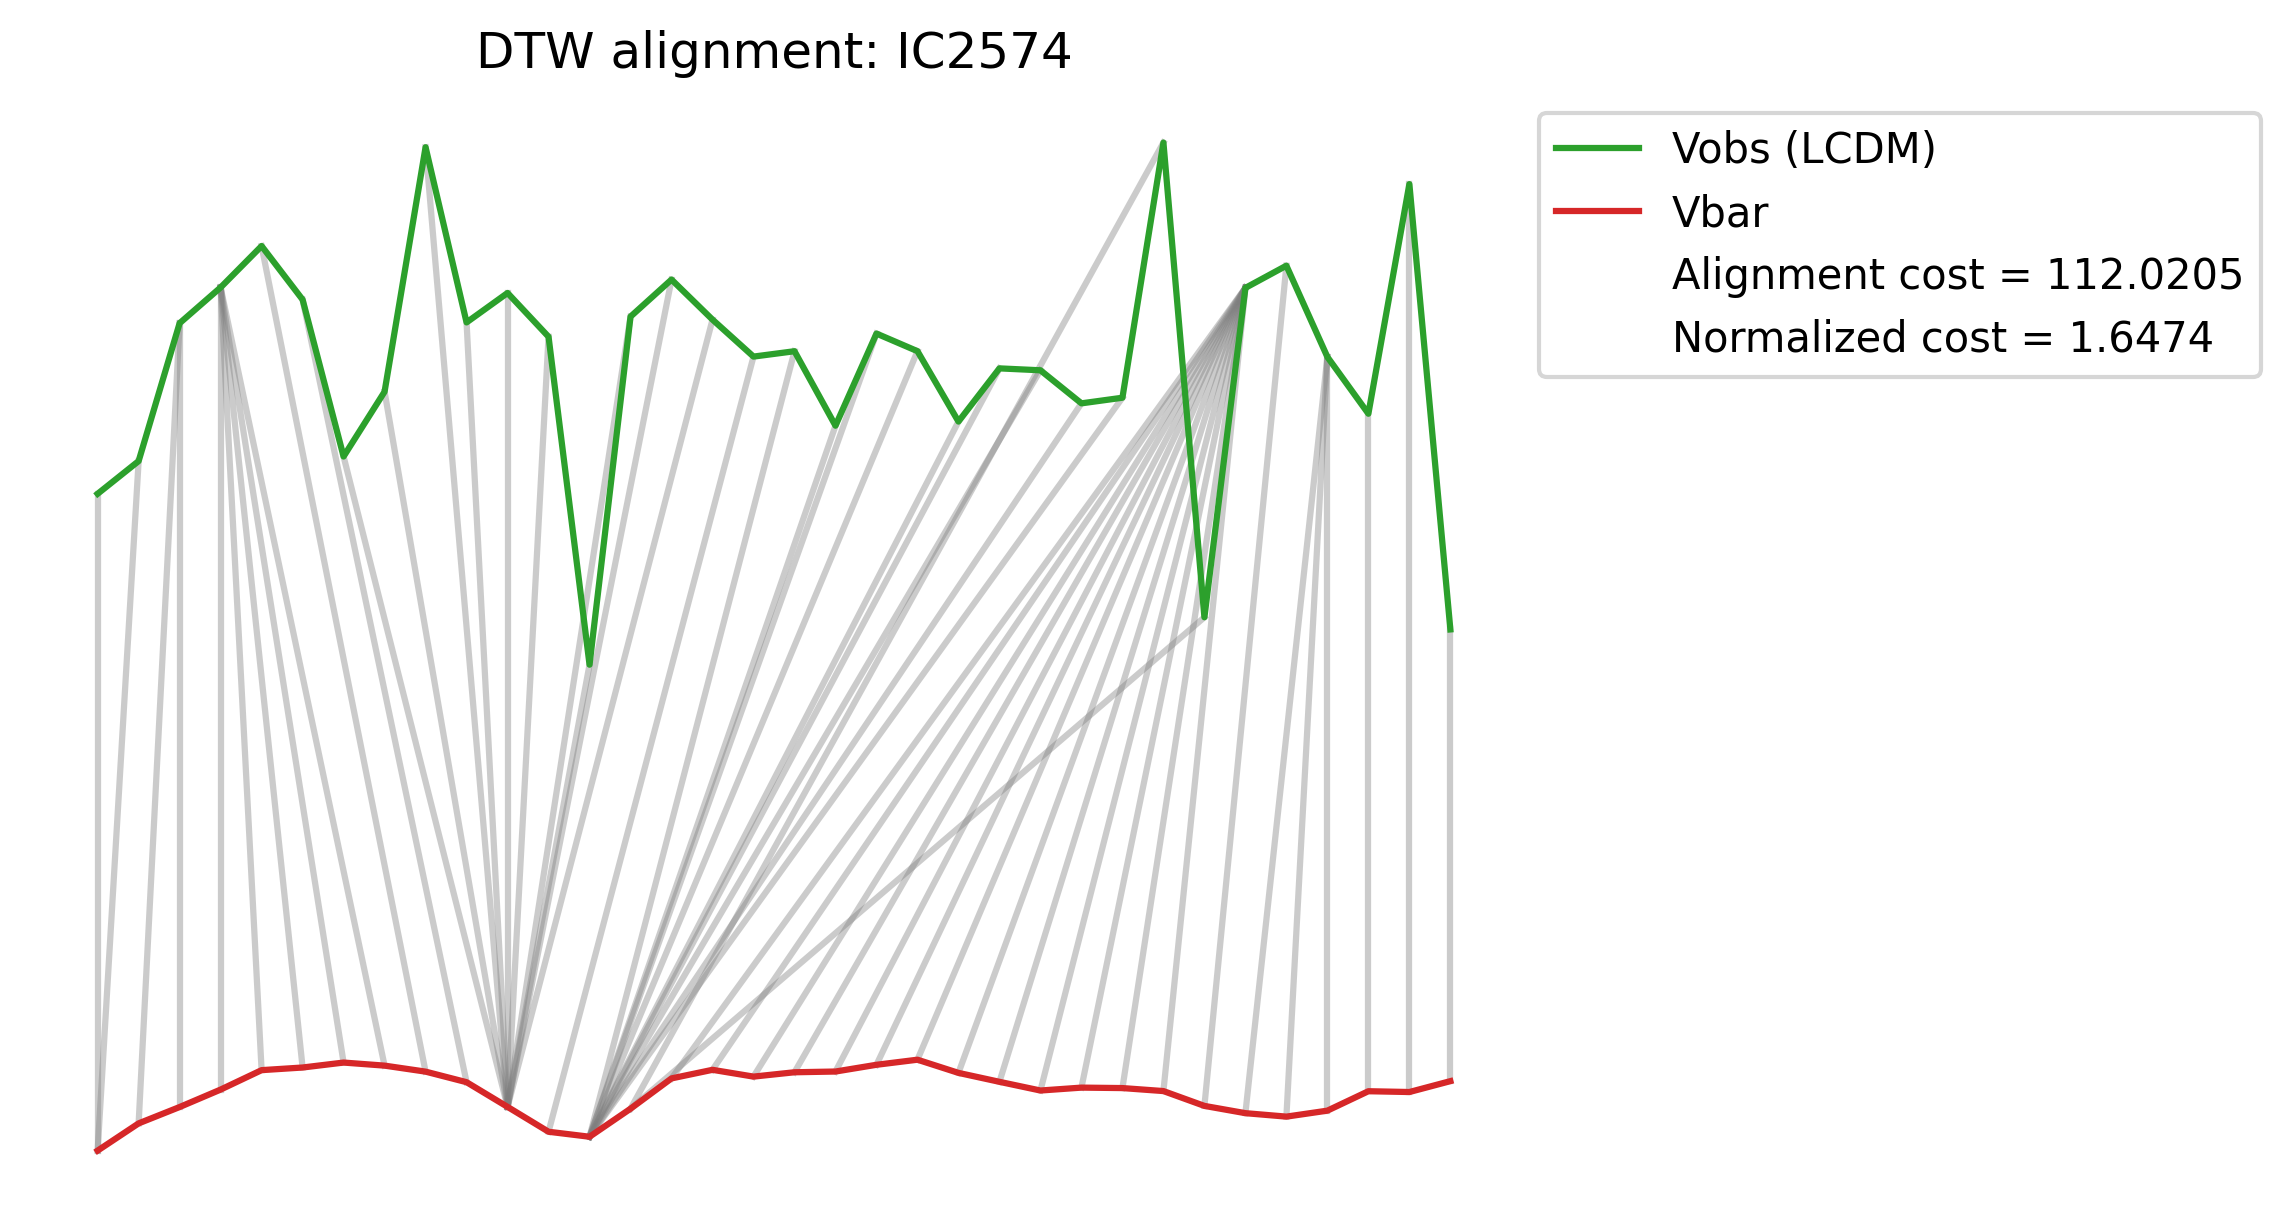 DTW alignment: IC2574
Vobs (LCDM)
Vbar
Alignment cost = 112.0205
Normalized cost = 1.6474